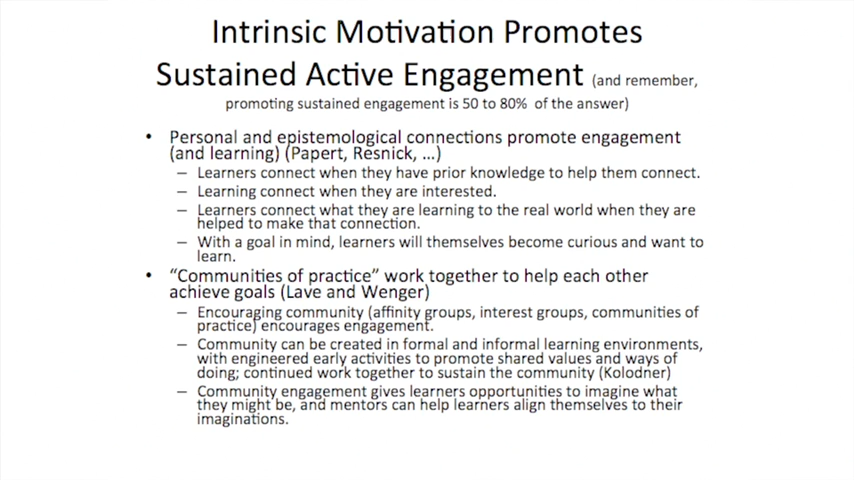 Intrinsic Motivation Promotes
Sustained Active Engagement (and remember,
promoting sustained engagement is 50 to 80% of the answer)
• Personal and epistemological connections promote engagement
(and learning) (Papert, Resnick, …)
– Learners connect when they have prior knowledge to help them connect.
– Learning connect when they are interested.
– Learners connect what they are learning to the real world when they are
helped to make that connection.
– With a goal in mind, learners will themselves become curious and want to
learn.
• “Communities of practice” work together to help each other
achieve goals (Lave and Wenger)
– Encouraging community (affinity groups, interest groups, communities of
practice) encourages engagement.
– Community can be created in formal and informal learning environments,
with engineered early activities to promote shared values and ways of
doing; continued work together to sustain the community (Kolodner)
– Community engagement gives learners opportunities to imagine what
they might be, and mentors can help learners align themselves to their
imaginations.